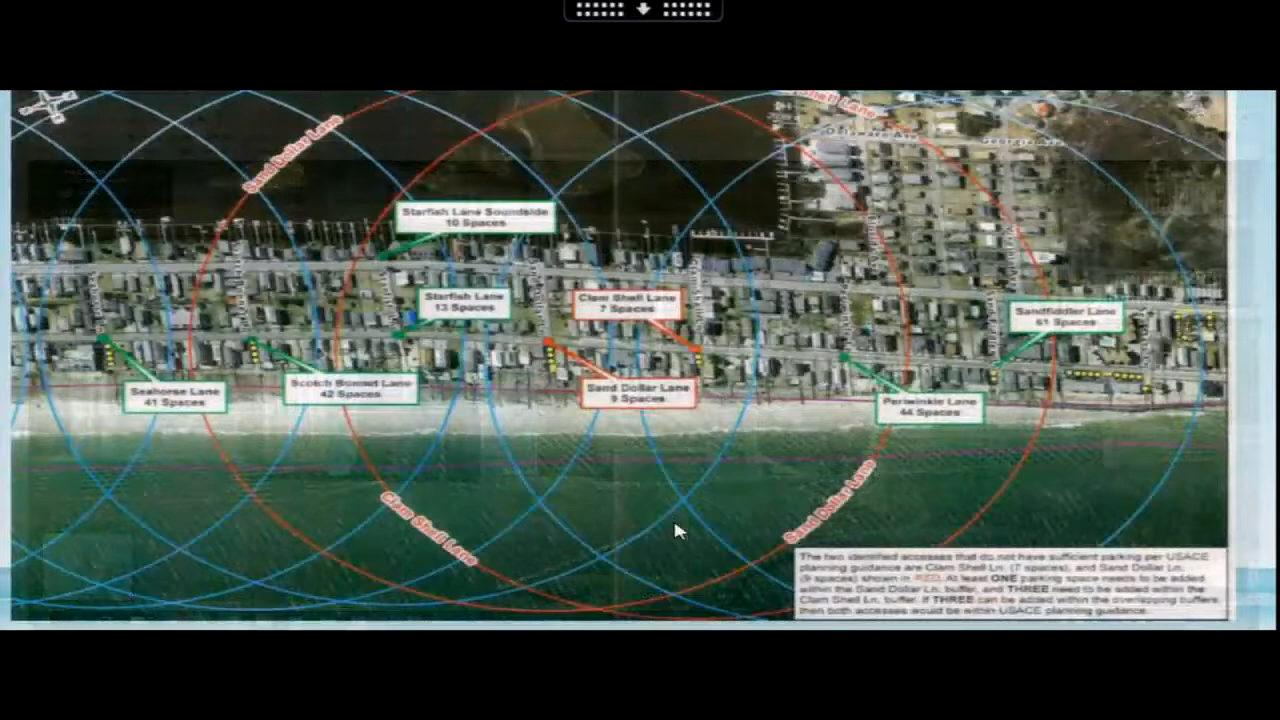 Shell Lane
Delaware Ave
Georgia Ave
Sand Dollar Lane
Starfish Lane Soundside
10 Spaces
Starfish Lane
13 Spaces
Clam Shell Lane
7 Spaces
Sandfiddler Lane
61 Spaces
Seahorse Lane
41 Spaces
Scotch Bonnet Lane
42 Spaces
Sand Dollar Lane
9 Spaces
Periwinkle Lane
44 Spaces
Clam Shell Lane
Sand Dollar Lane
The two identified accesses that do not have sufficient parking per USACE
planning guidance are Clam Shell Ln. (7 spaces), and Sand Dollar Ln.
(9 spaces) shown in RED. At least ONE parking space needs to be added
within the Sand Dollar Ln. buffer, and THREE need to be added within the
Clam Shell Ln. buffer. If THREE can be added within the overlapping buffers
then both accesses would be within USACE planning guidance.